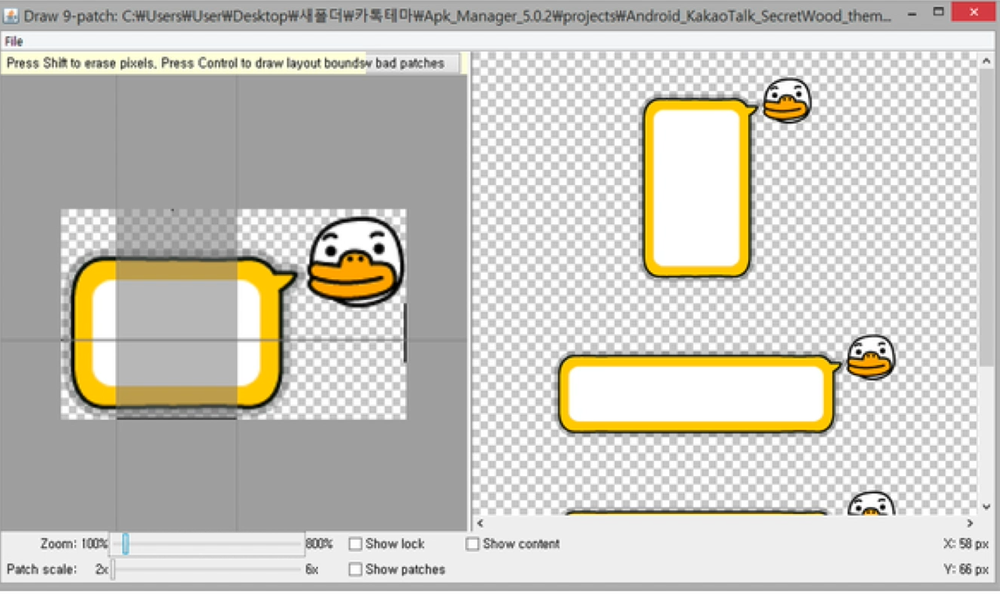 Draw 9-patch: C:₩Users₩User₩Desktop₩새폴더₩카톡테마₩Apk_Manager_5.0.2₩projects₩Android_KakaoTalk_SecretWood_them...
File
Press Shift to erase pixels. Press Control to draw layout bounds
w bad patches
Zoom: 100% 800% Show lock Show content X: 58 px
Patch scale: 2x 6x Show patches Y: 66 px